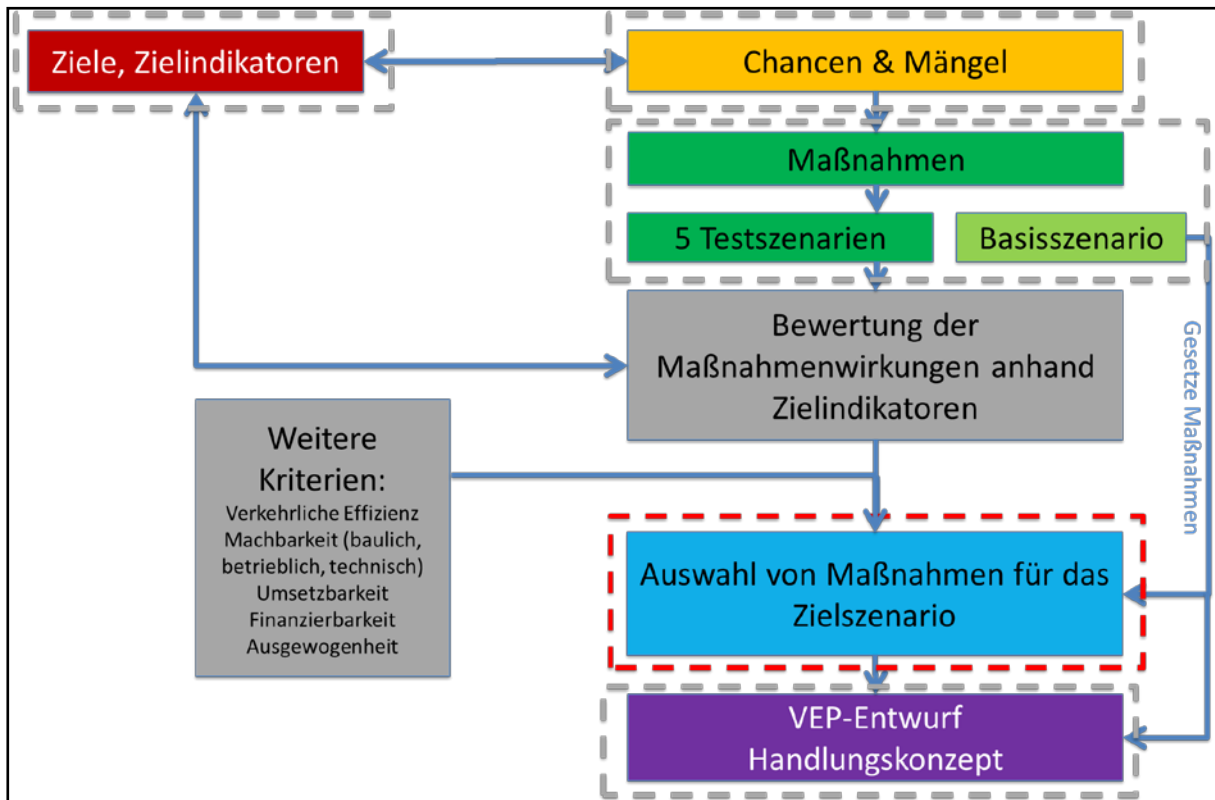 Ziele, Zielindikatoren
Chancen & Mängel
Maßnahmen
5 Testszenarien
Basisszenario
Bewertung der
Maßnahmenwirkungen anhand
Zielindikatoren
Gesetze Maßnahmen
Weitere
Kriterien:
Verkehrliche Effizienz
Machbarkeit (baulich,
betrieblich, technisch)
Umsetzbarkeit
Finanzierbarkeit
Ausgewogenheit
Auswahl von Maßnahmen für das
Zielszenario
VEP-Entwurf
Handlungskonzept